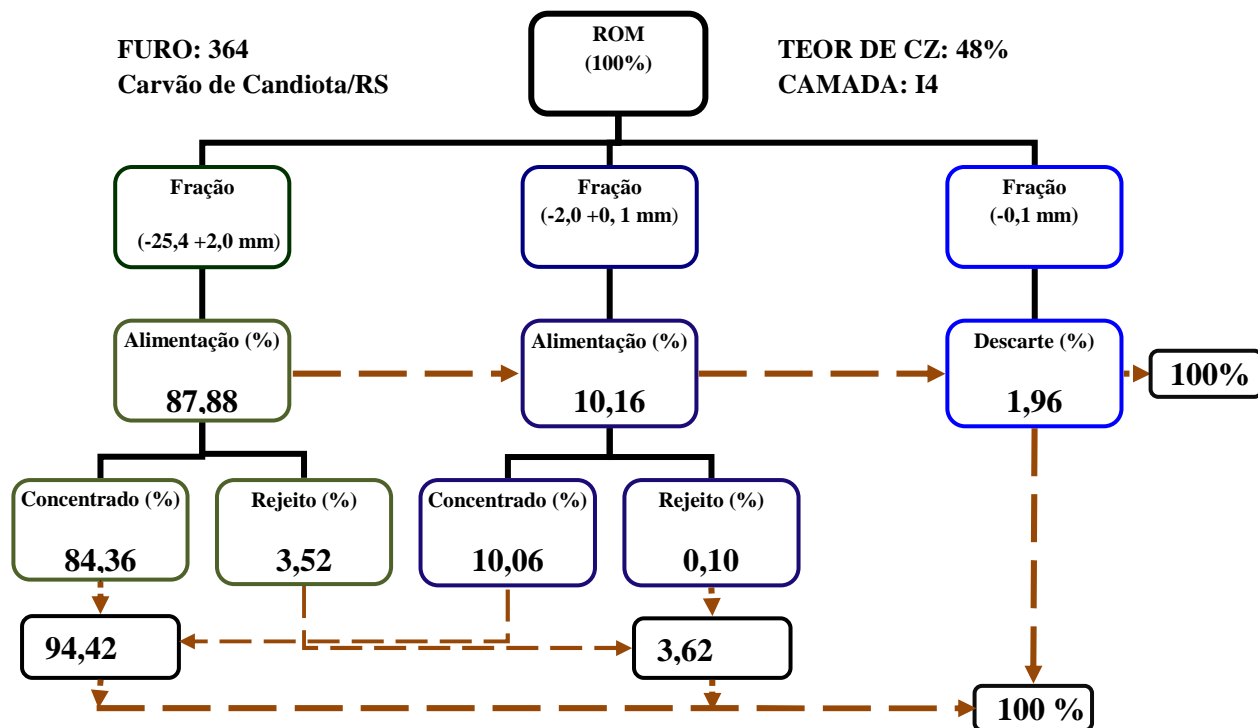 FURO: 364
Carvão de Candiota/RS
ROM
(100%)
TEOR DE CZ: 48%
CAMADA: I4
Fração
(-25,4 +2,0 mm)
Fração
(-2,0 +0, 1 mm)
Fração
(-0,1 mm)
Alimentação (%)
87,88
Alimentação (%)
10,16
Descarte (%)
1,96
100%
Concentrado (%)
84,36
Rejeito (%)
3,52
Concentrado (%)
10,06
Rejeito (%)
0,10
94,42
3,62
100 %